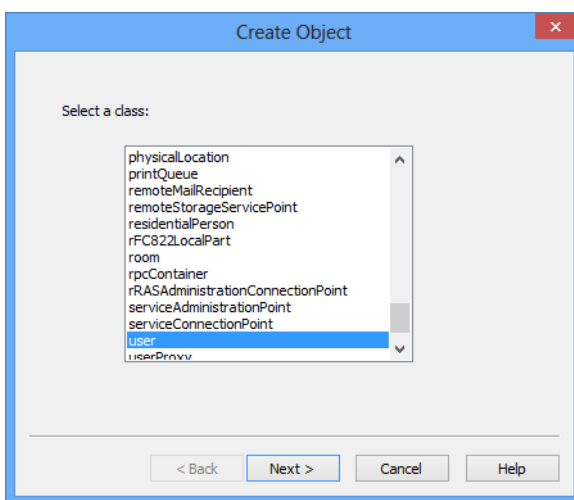 Create Object
Select a class:
physicalLocation
printQueue
remoteMailRecipient
remoteStorageServicePoint
residentialPerson
rFC822LocalPart
room
rpcContainer
rRASAdministrationConnectionPoint
serviceAdministrationPoint
serviceConnectionPoint
user
userProxy
< Back Next > Cancel Help